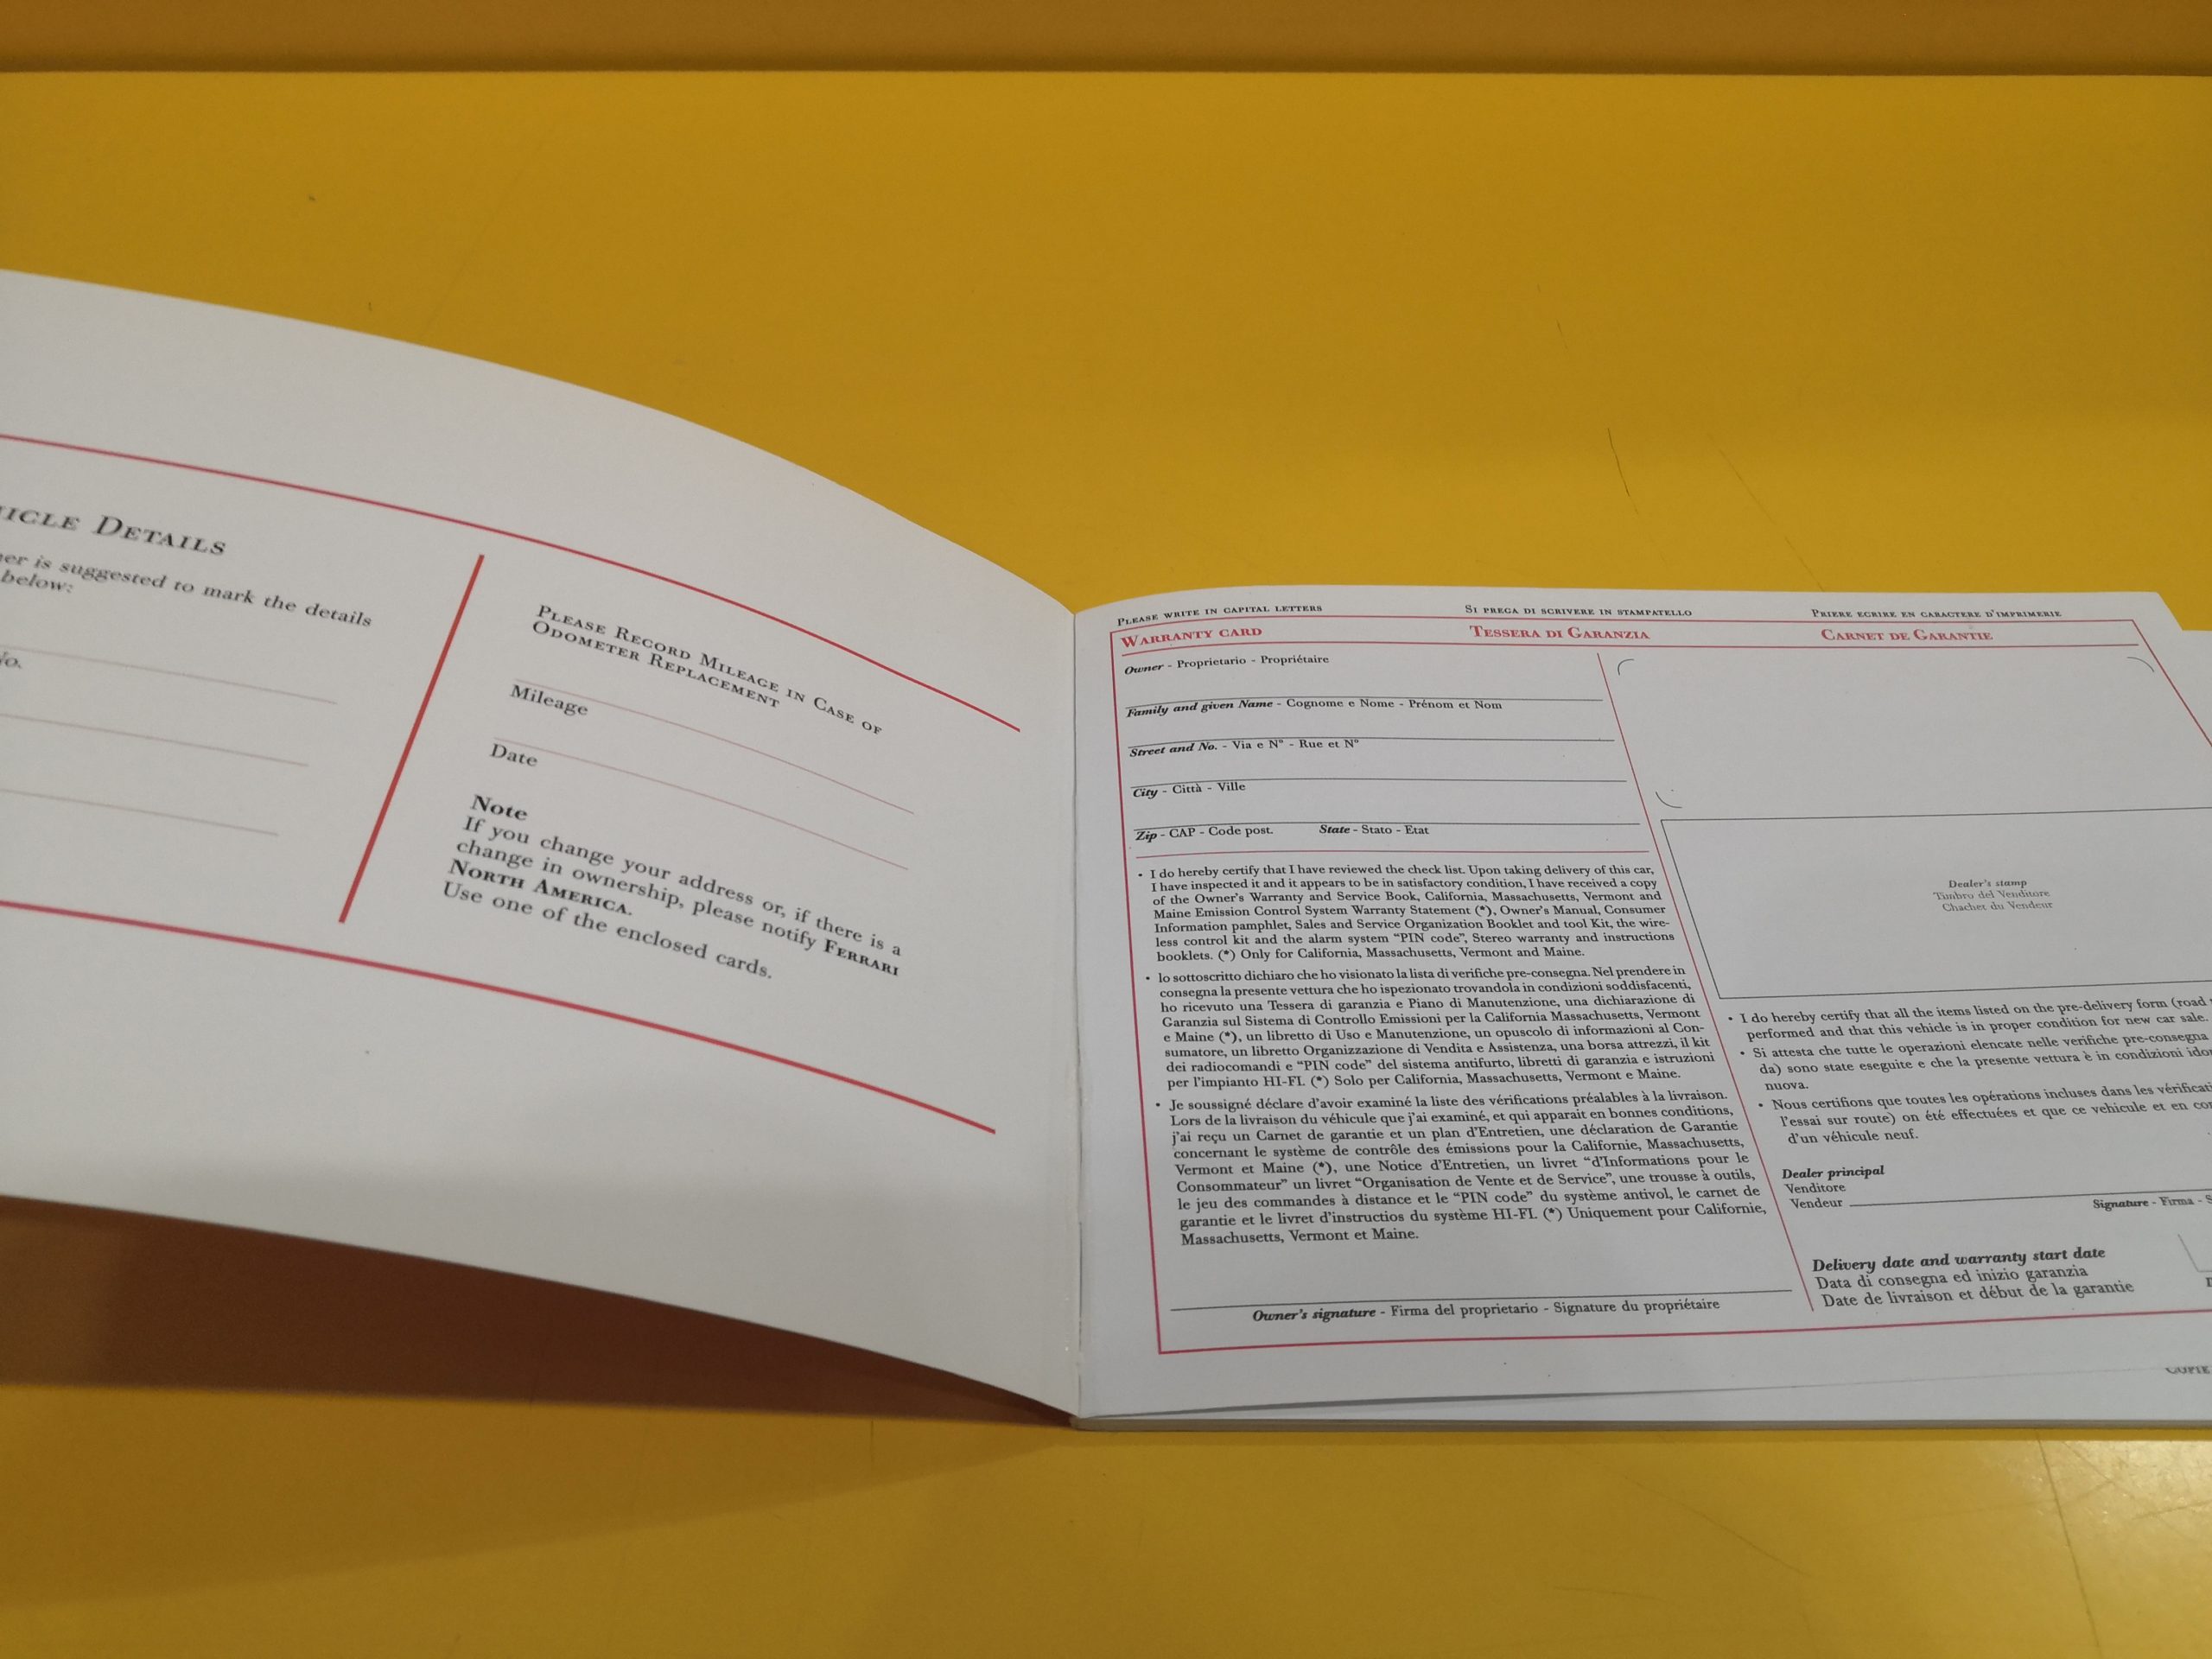 ICLE DETAILS
er is suggested to mark the details
below:
No.
PLEASE RECORD MILEAGE IN CASE OF
ODOMETER REPLACEMENT
Mileage
Date
Note
If you change your address or, if there is a
change in ownership, please notify FERRARI
NORTH AMERICA.
Use one of the enclosed cards.
PLEASE WRITE IN CAPITAL LETTERS
SI PREGA DI SCRIVERE IN STAMPATELLO
PRIERE ECRIRE EN CARACTERE D'IMPRIMERIE
WARRANTY CARD
TESSERA DI GARANZIA
CARNET DE GARANTIE
Owner - Proprietario - Propriétaire
Family and given Name - Cognome e Nome - Prénom et Nom
Street and No. - Via e N° - Rue et N°
City - Città - Ville
Zip - CAP - Code post. State - Stato - Etat
• I do hereby certify that I have reviewed the check list. Upon taking delivery of this car,
I have inspected it and it appears to be in satisfactory condition, I have received a copy
of the Owner's Warranty and Service Book, California, Massachusetts, Vermont and
Maine Emission Control System Warranty Statement (*), Owner's Manual, Consumer
Information pamphlet, Sales and Service Organization Booklet and tool Kit, the wire-
less control kit and the alarm system "PIN code", Stereo warranty and instructions
booklets. (*) Only for California, Massachusetts, Vermont and Maine.
• Io sottoscritto dichiaro che ho visionato la lista di verifiche pre-consegna. Nel prendere in
consegna la presente vettura che ho ispezionato trovandola in condizioni soddisfacenti,
ho ricevuto una Tessera di garanzia e Piano di Manutenzione, una dichiarazione di
Garanzia sul Sistema di Controllo Emissioni per la California Massachusetts, Vermont
e Maine (*), un libretto di Uso e Manutenzione, un opuscolo di informazioni al Con-
sumatore, un libretto Organizzazione di Vendita e Assistenza, una borsa attrezzi, il kit
dei radiocomandi e "PIN code" del sistema antifurto, libretti di garanzia e istruzioni
per l'impianto HI-FI. (*) Solo per California, Massachusetts, Vermont e Maine.
• Je soussigné déclare d'avoir examiné la liste des vérifications préalables à la livraison.
Lors de la livraison du véhicule que j'ai examiné, et qui apparait en bonnes conditions,
j'ai reçu un Carnet de garantie et un plan d'Entretien, une déclaration de Garantie
concernant le système de contrôle des émissions pour la Californie, Massachusetts,
Vermont et Maine (*), une Notice d'Entretien, un livret "d'Informations pour le
Consommateur" un livret "Organisation de Vente et de Service", une trousse à outils,
le jeu des commandes à distance et le "PIN code" du système antivol, le carnet de
garantie et le livret d'instructios du système HI-FI. (*) Uniquement pour Californie,
Massachusetts, Vermont et Maine.
Owner's signature - Firma del proprietario - Signature du propriétaire
Dealer's stamp
Timbro del Venditore
Chachet du Vendeur
• I do hereby certify that all the items listed on the pre-delivery form (road
performed and that this vehicle is in proper condition for new car sale.
• Si attesta che tutte le operazioni elencate nelle verifiche pre-consegna
da) sono state eseguite e che la presente vettura è in condizioni ido
nuova.
• Nous certifions que toutes les opérations incluses dans les vérificat
l'essai sur route) on été effectuées et que ce vehicule et en co
d'un véhicule neuf.
Dealer principal
Venditore
Vendeur
Signature - Firma - S
Delivery date and warranty start date
Data di consegna ed inizio garanzia
Date de livraison et début de la garantie
COPIE